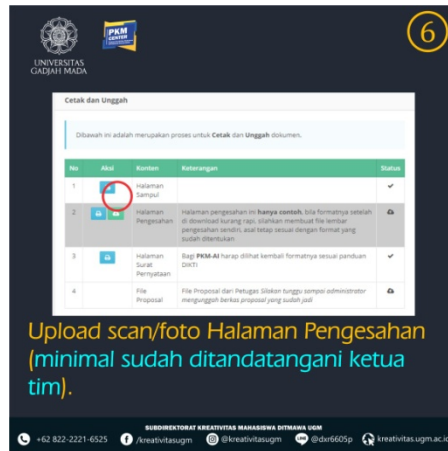 UNIVERSITAS
GADJAH MADA
PKM
CENTER
6
Cetak dan Unggah
Dibawah ini adalah merupakan proses untuk Cetak dan Unggah dokumen.
No Aksi Konten Keterangan Status
1 Halaman Sampul
2 Halaman Pengesahan Halaman pengesahan ini hanya contoh, bila formatnya setelah
di download kurang rapi, silahkan membuat file lembar
pengesahan sendiri, asal tetap sesuai dengan format yang
sudah ditentukan
3 Halaman Surat Pernyataan Bagi PKM-AI harap dilihat kembali formatnya sesuai panduan
DIKTI
4 File Proposal File Proposal dari Petugas Silakan tunggu sampai administrator
mengunggah berkas proposal yang sudah jadi
Upload scan/foto Halaman Pengesahan
(minimal sudah ditandatangani ketua
tim).
SUBDIREKTORAT KREATIVITAS MAHASISWA DITMAWA UGM
+62 822-2221-6525 /kreativitasugm @kreativitasugm @dxr6605p kreativitas.ugm.ac.id